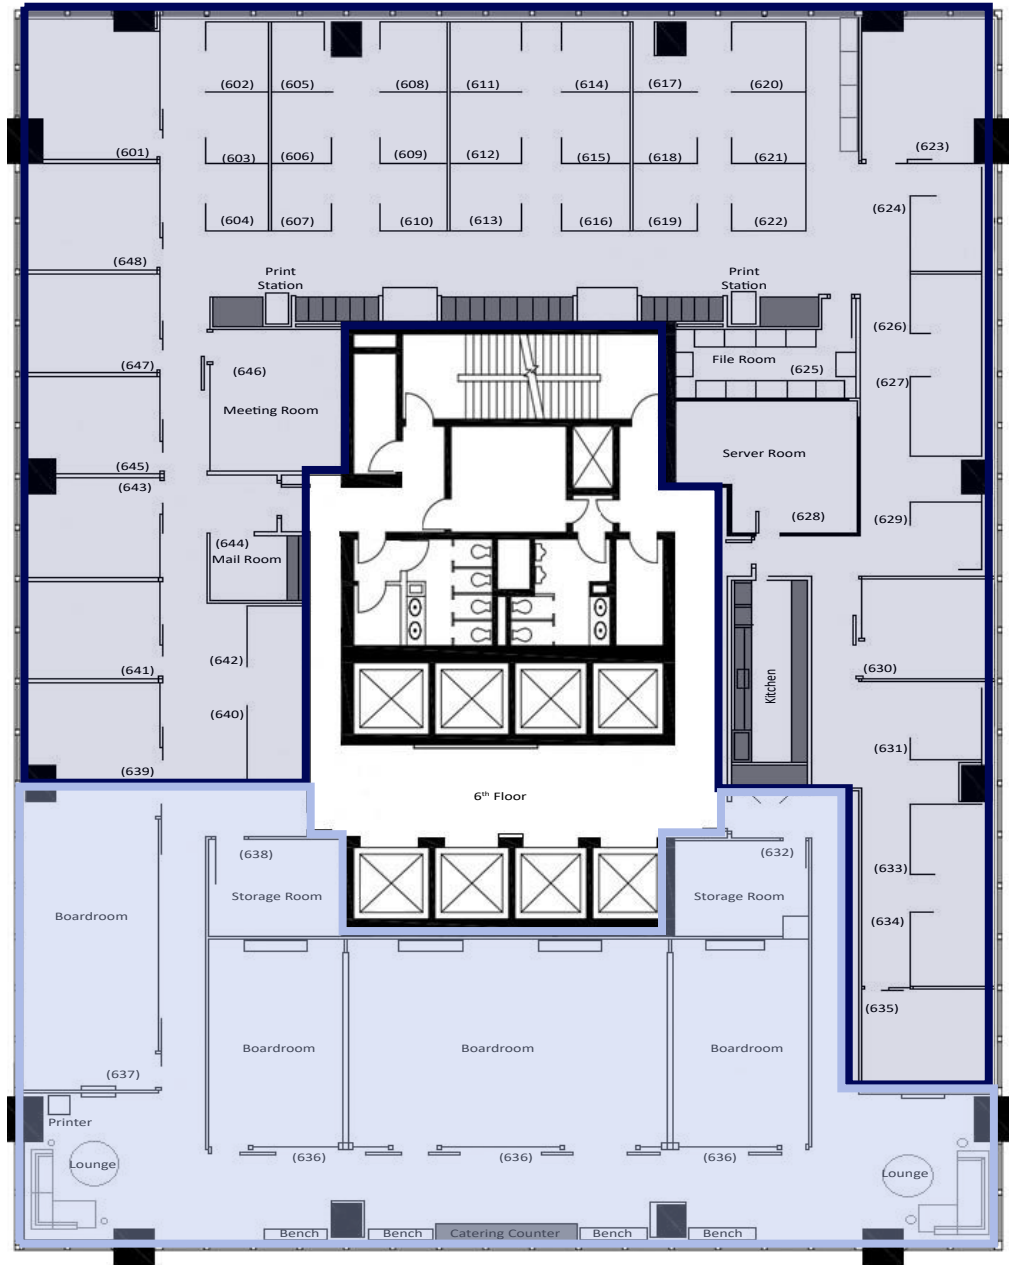 (602) (605) (608) (611) (614) (617) (620)
(601) (603) (606) (609) (612) (615) (618) (621) (623)
(604) (607) (610) (613) (616) (619) (622) (624)
(648)
Print
Station
Print
Station
(626)
(647)
(646)
File Room
(625)
(627)
Meeting Room
(645)
(643)
Server Room
(628)
(629)
(644)
Mail Room
(642)
(641)
(630)
Kitchen
(640)
(631)
(639)
6th Floor
(638)
(632)
(633)
Storage Room
Storage Room
Boardroom
(634)
(635)
Boardroom
Boardroom
Boardroom
(637)
Printer
(636)
(636)
(636)
Lounge
Lounge
Bench
Bench
Catering Counter
Bench
Bench